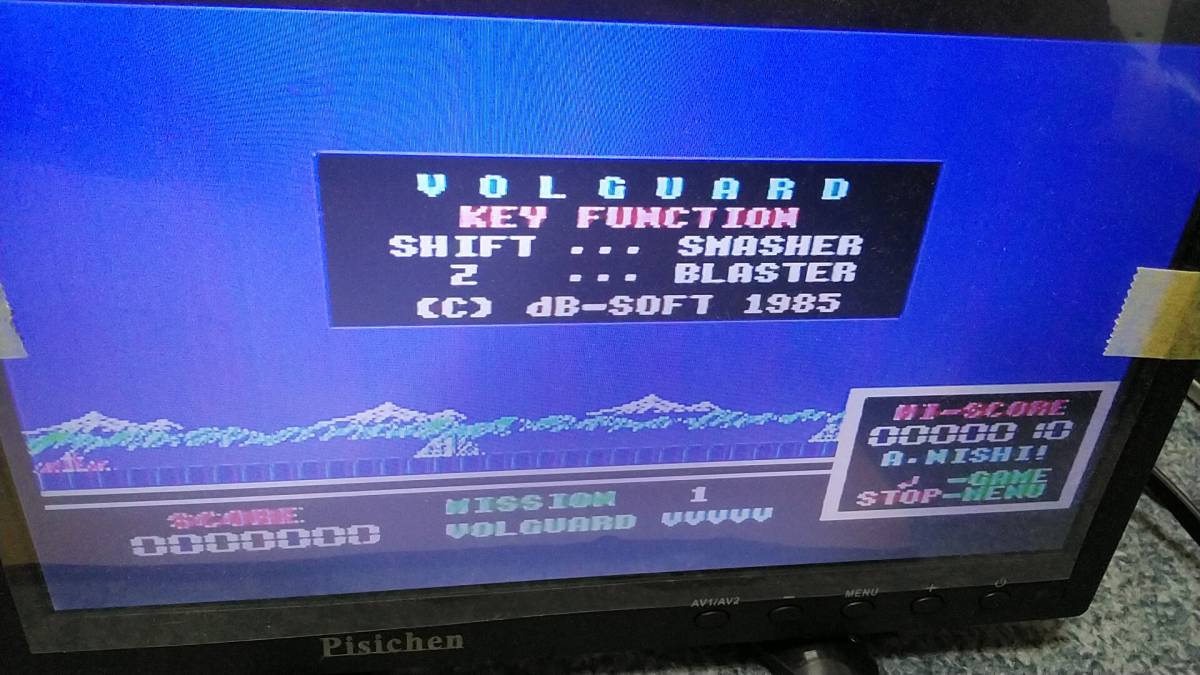 V O L G U A R D
KEY FUNCTION
SHIFT ... SMASHER
Z ... BLASTER
(C) dB-SOFT 1985
HI-SCORE
0000010
A.NISHI!
↲ -GAME
STOP-MENU
MISSION 1
VOLGUARD VVVVV
SCORE
0000000
AV1/AV2 - MENU +
Pisichen